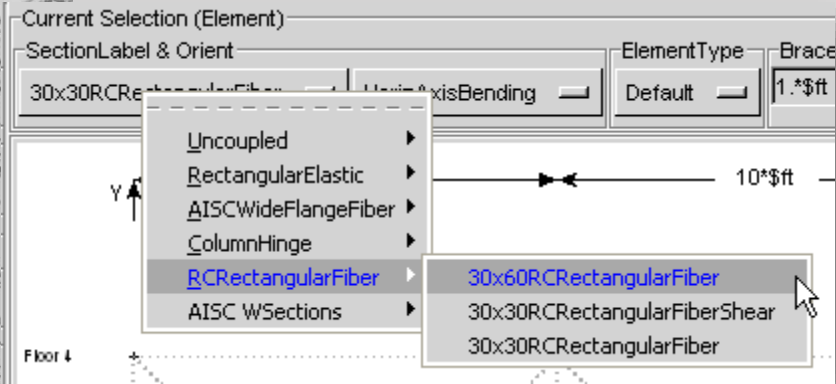 Current Selection (Element)
SectionLabel & Orient
ElementType
Brace
30x30RCRectangularFiber
HorizAxisBending
Default
1.*$ft
Uncoupled
RectangularElastic
AISCWideFlangeFiber
ColumnHinge
RCRectangularFiber
AISC WSections
30x60RCRectangularFiber
30x30RCRectangularFiberShear
30x30RCRectangularFiber
Y
10*$ft
Floor 4